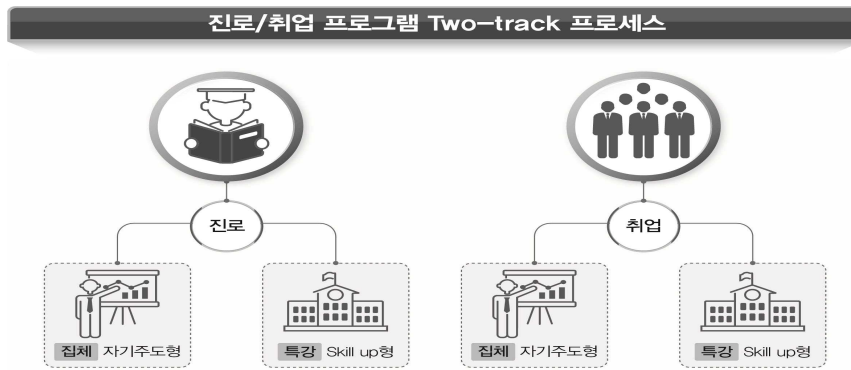 진로/취업 프로그램 Two-track 프로세스
진로
취업
집체 자기주도형
특강 Skill up형
집체 자기주도형
특강 Skill up형